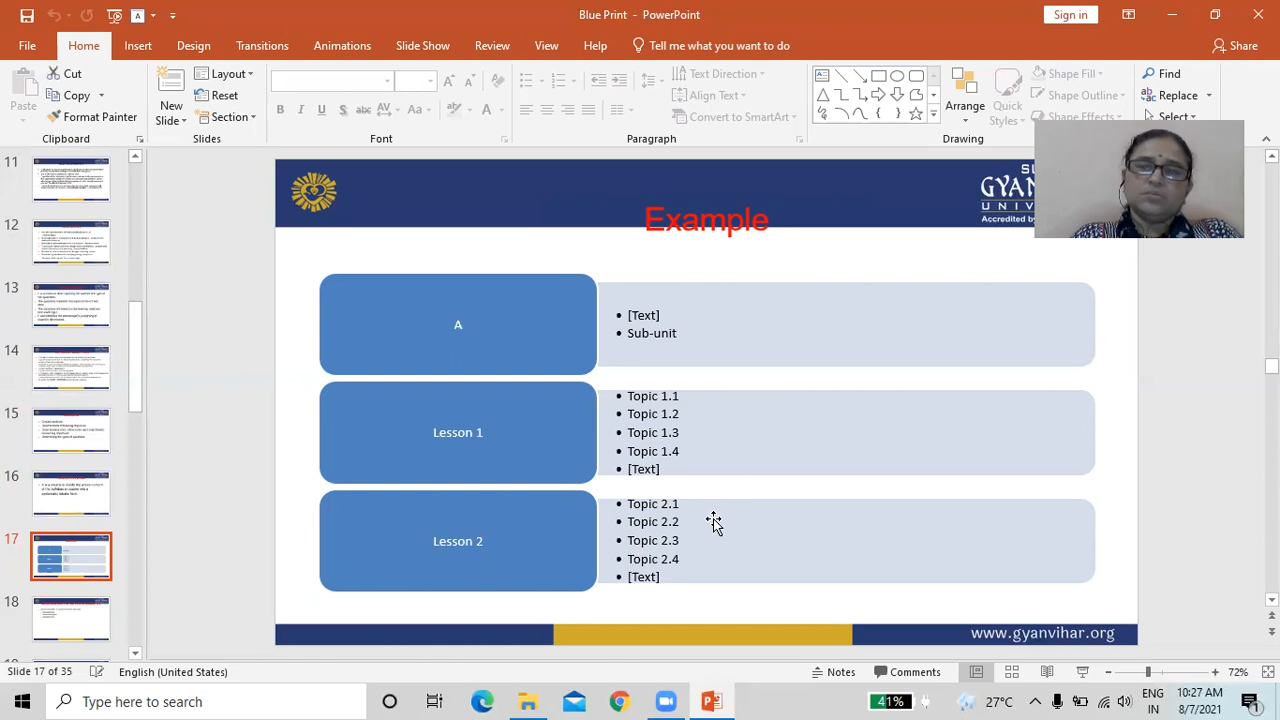 A
Blue Print - PowerPoint
Sign in
File
Home
Insert
Design
Transitions
Animations
Slide Show
Review
View
Help
Tell me what you want to do
Share
Paste
Cut
Copy
Format Painter
Clipboard
New
Slide
Layout
Reset
Section
Slides
B
I
U
S
abc
AV
Aa
A
Font
Text Direction
Align Text
Convert to SmartArt
Paragraph
Arrange
Quick
Styles
Shape Fill
Shape Outline
Shape Effects
Drawing
Find
Replace
Select
11
12
13
14
15
16
17
18
GYAN
UNIV
Accredited by
Example
A
• [Text]
• Sub-unit
Lesson 1
• Topic 1.1
• Topic 1.2
• Topic 1.3
• Topic 1.4
• [Text]
Lesson 2
• Topic 2.1
• Topic 2.2
• Topic 2.3
• Topic 2.4
• [Text]
www.gyanvihar.org
Slide 17 of 35
English (United States)
Notes
Comments
72%
Type here to search
41%
27°C
ENG
IN
10:27 AM
8/7/2021